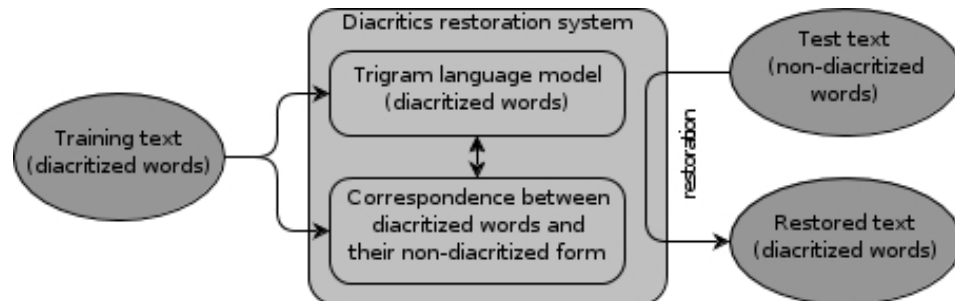 Diacritics restoration system
Trigram language model
(diacritized words)
Training text
(diacritized words)
Correspondence between
diacritized words and
their non-diacritized form
restoration
Test text
(non-diacritized
words)
Restored text
(diacritized words)